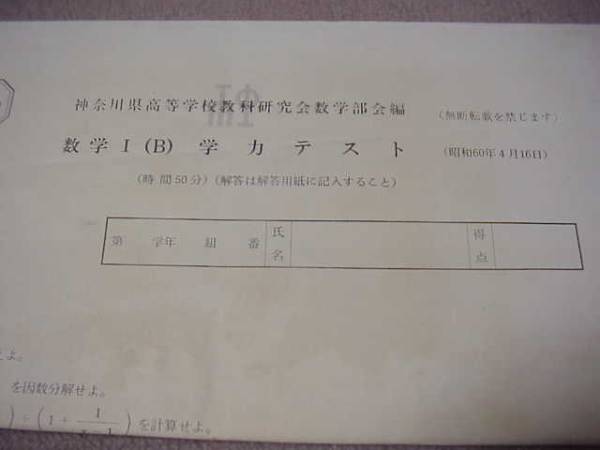 神奈川県高等学校教科研究会数学部会編
(無断転載を禁じます)
数学I(B) 学力テスト
(昭和60年4月16日)
(時間50分)(解答は解答用紙に記入すること)
第 学年 組 番 氏名 得点
よ。
を因数分解せよ。
)÷(1+1/x-1)を計算せよ。